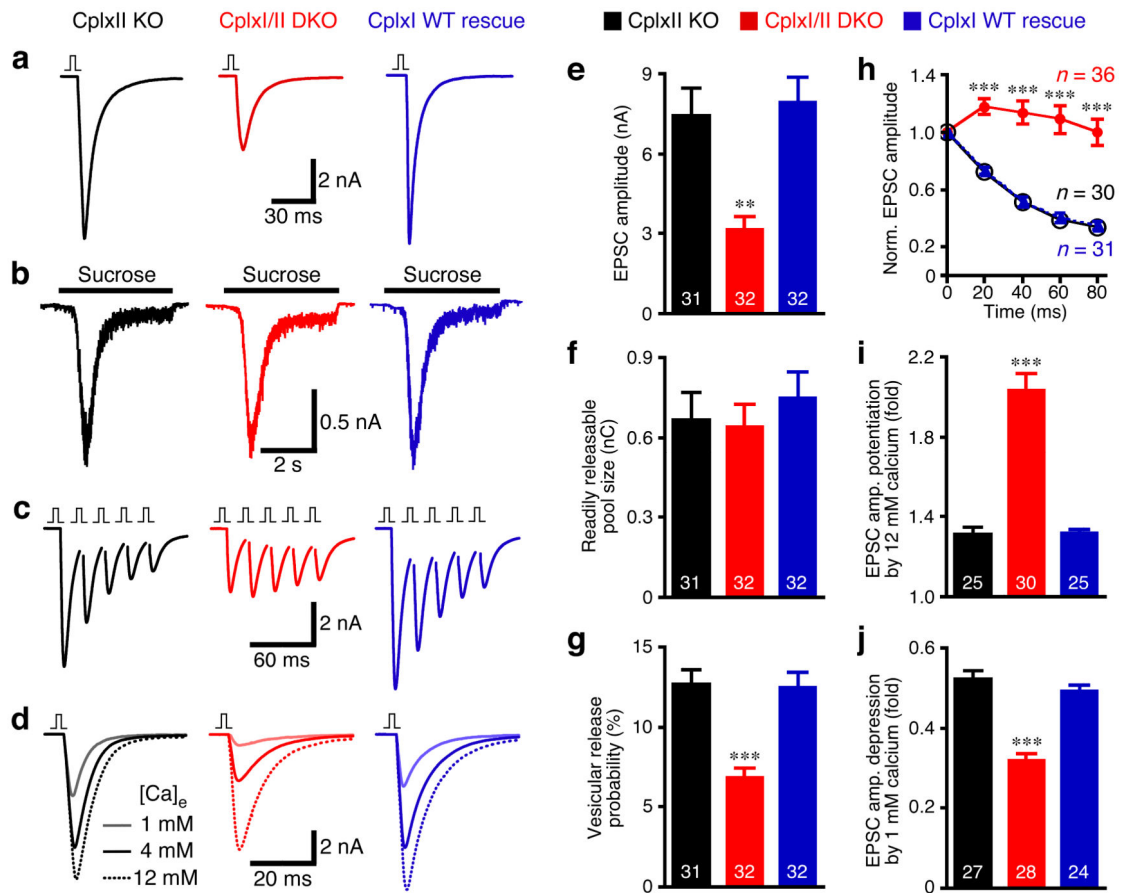 CplxII KO CplxI/II DKO CplxI WT rescue
a
2 nA
30 ms
b
Sucrose Sucrose Sucrose
0.5 nA
2 s
c
2 nA
60 ms
d
[Ca]e
1 mM
4 mM
12 mM
2 nA
20 ms
CplxII KO CplxI/II DKO CplxI WT rescue
e
EPSC amplitude (nA)
9
6
3
0
**
31 32 32
f
Readily releasable
pool size (nC)
0.9
0.6
0.3
0
31 32 32
g
Vesicular release
probability (%)
15
10
5
0
***
31 32 32
h
Norm. EPSC amplitude
1.4
1.0
0.6
0.2
0
n = 36
*** *** *** ***
n = 30
n = 31
0 20 40 60 80
Time (ms)
i
EPSC amp. potentiation
by 12 mM calcium (fold)
2.2
1.8
1.4
1.0
***
25 30 25
j
EPSC amp. depression
by 1 mM calcium (fold)
0.6
0.4
0.2
0
***
27 28 24